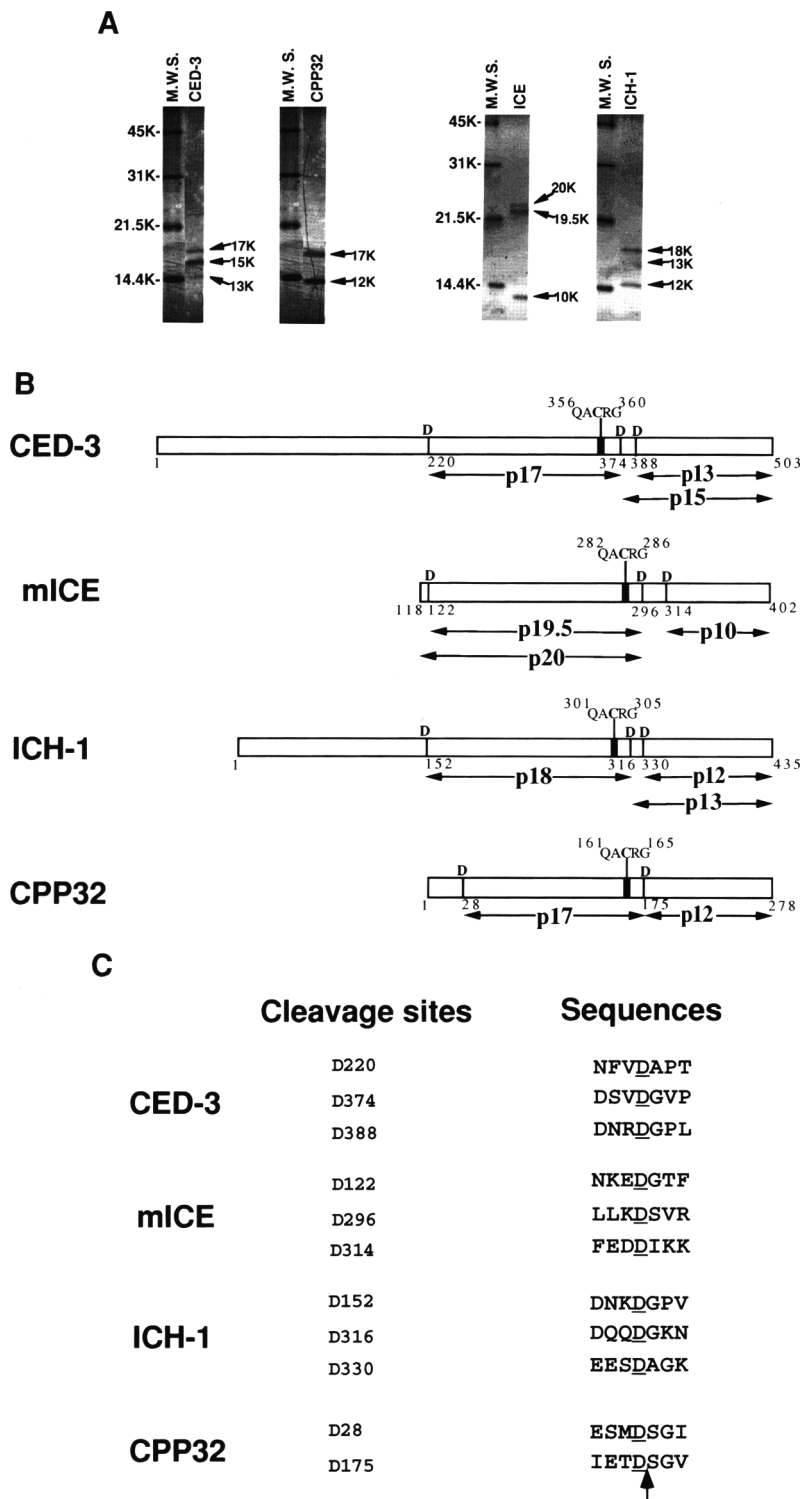 A
M.W.S. CED-3
45K-
31K-
21.5K-
14.4K-
17K
15K
13K
M.W.S. CPP32
17K
12K
M.W.S. ICE
45K-
31K-
21.5K-
14.4K-
20K
19.5K
10K
M.W.S. ICH-1
18K
13K
12K
B
CED-3
356 QACRG 360
D D D
1 220 374 388 503
p17 p13
p15
mICE
282 QACRG 286
D D D
118 122 296 314 402
p19.5 p10
p20
ICH-1
301 QACRG 305
D D D
1 152 316 330 435
p18 p12
p13
CPP32
161 QACRG 165
D D
1 28 175 278
p17 p12
C
Cleavage sites Sequences
CED-3
D220 NFVDAPT
D374 DSVDGVP
D388 DNRDGPL
mICE
D122 NKEDGTF
D296 LLKDSVR
D314 FEDDIKK
ICH-1
D152 DNKDGPV
D316 DQQDGKN
D330 EESDAGK
CPP32
D28 ESMDSGI
D175 IETDSGV